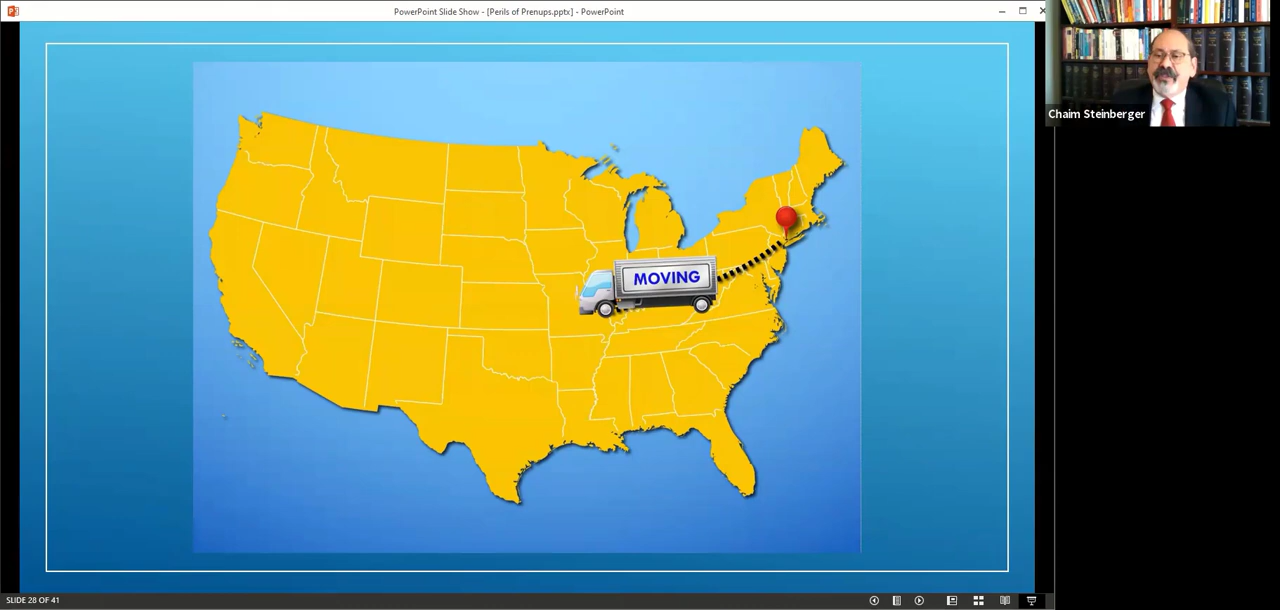 PowerPoint Slide Show - [Perils of Prenups.pptx] - PowerPoint
Chaim Steinberger
MOVING
SLIDE 28 OF 41